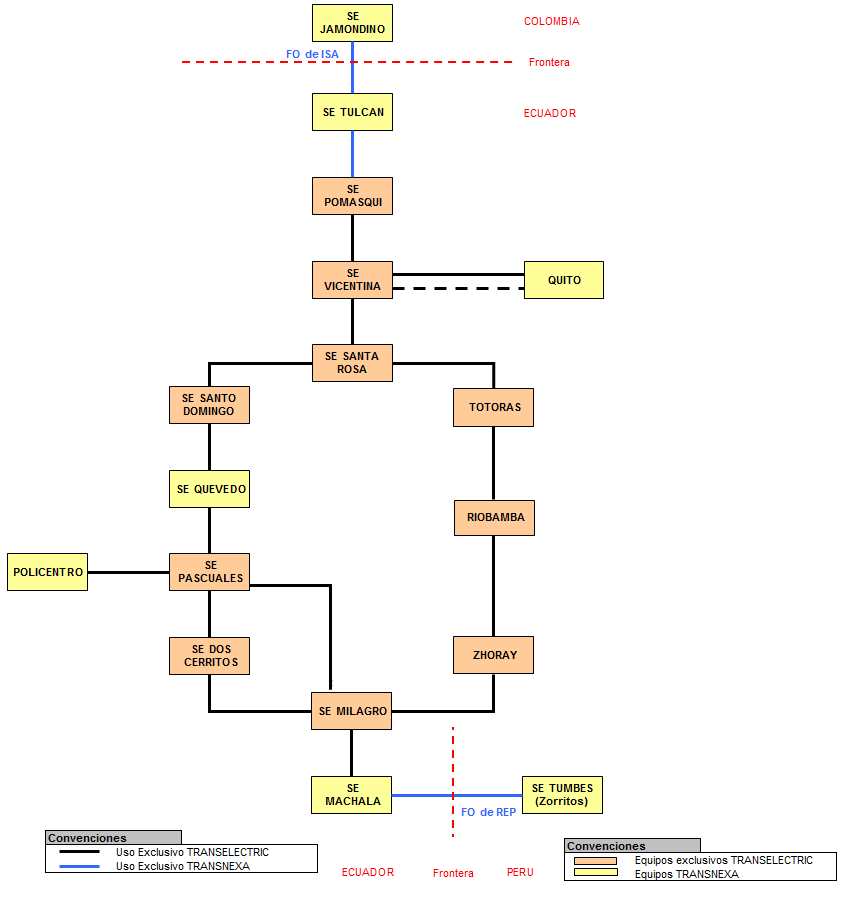 SE
JAMONDINO
COLOMBIA
FO de ISA
Frontera
SE TULCAN
ECUADOR
SE
POMASQUI
SE
VICENTINA
QUITO
SE SANTA
ROSA
SE SANTO
DOMINGO
TOTORAS
SE QUEVEDO
RIOBAMBA
POLICENTRO
SE
PASCUALES
SE DOS
CERRITOS
ZHORAY
SE MILAGRO
SE
MACHALA
SE TUMBES
(Zorritos)
FO de REP
Convenciones
Uso Exclusivo TRANSELECTRIC
Uso Exclusivo TRANSNEXA
ECUADOR
Frontera
PERU
Convenciones
Equipos exclusivos TRANSELECTRIC
Equipos TRANSNEXA